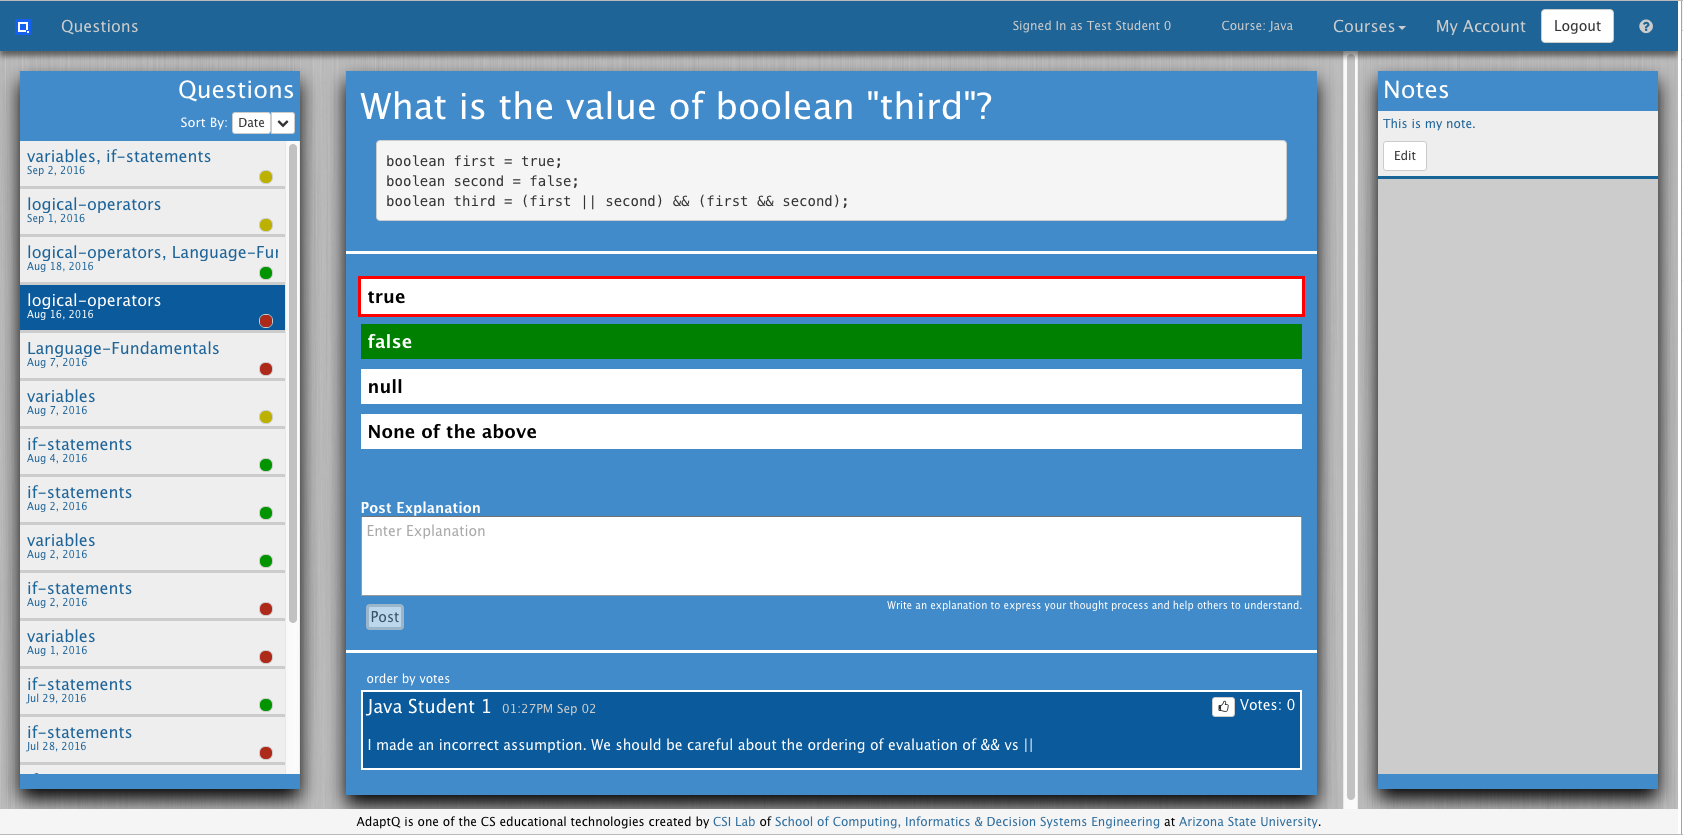 Questions
Signed In as Test Student 0
Course: Java
Courses
My Account
Logout
Questions
Sort By: Date
variables, if-statements
Sep 2, 2016
logical-operators
Sep 1, 2016
logical-operators, Language-Fu
Aug 18, 2016
logical-operators
Aug 16, 2016
Language-Fundamentals
Aug 7, 2016
variables
Aug 7, 2016
if-statements
Aug 4, 2016
if-statements
Aug 2, 2016
variables
Aug 2, 2016
if-statements
Aug 2, 2016
variables
Aug 1, 2016
if-statements
Jul 29, 2016
if-statements
Jul 28, 2016
What is the value of boolean "third"?
boolean first = true;
boolean second = false;
boolean third = (first || second) && (first && second);
true
false
null
None of the above
Post Explanation
Enter Explanation
Write an explanation to express your thought process and help others to understand.
Post
order by votes
Java Student 1 01:27PM Sep 02
Votes: 0
I made an incorrect assumption. We should be careful about the ordering of evaluation of && vs ||
Notes
This is my note.
Edit
AdaptQ is one of the CS educational technologies created by CSI Lab of School of Computing, Informatics & Decision Systems Engineering at Arizona State University.